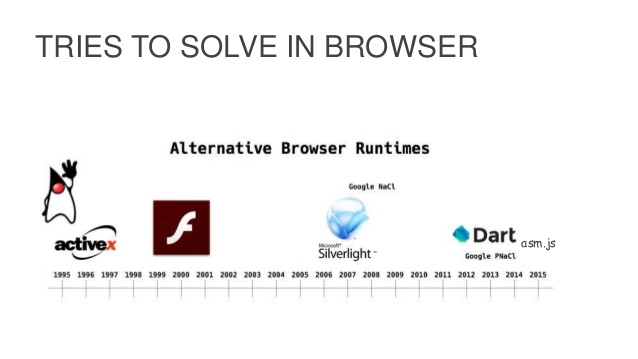 TRIES TO SOLVE IN BROWSER
Alternative Browser Runtimes
Google NaCl
activex
Microsoft®
Silverlight™
Dart
asm.js
Google PNaCl
1995 1996 1997 1998 1999 2000 2001 2002 2003 2004 2005 2006 2007 2008 2009 2010 2011 2012 2013 2014 2015